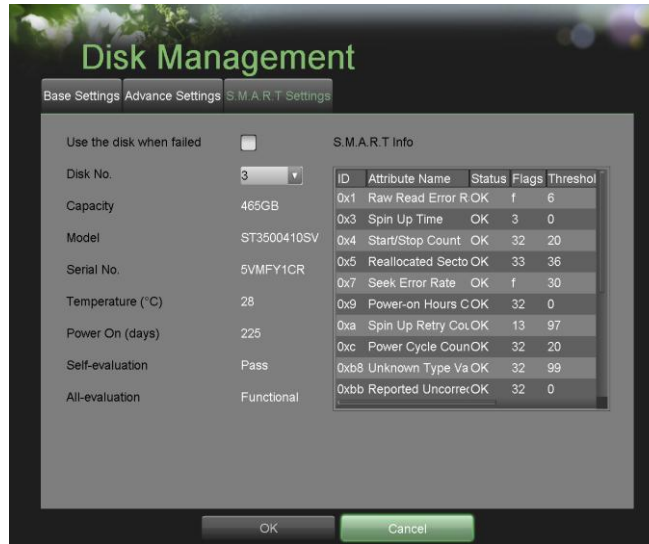 Disk Management
Base Settings Advance Settings S.M.A.R.T Settings
Use the disk when failed
S.M.A.R.T Info
Disk No. 3
Capacity 465GB
Model ST3500410SV
Serial No. 5VMFY1CR
Temperature (°C) 28
Power On (days) 225
Self-evaluation Pass
All-evaluation Functional
ID Attribute Name Status Flags Threshol
0x1 Raw Read Error R OK f 6
0x3 Spin Up Time OK 3 0
0x4 Start/Stop Count OK 32 20
0x5 Reallocated Secto OK 33 36
0x7 Seek Error Rate OK f 30
0x9 Power-on Hours C OK 32 0
0xa Spin Up Retry Cou OK 13 97
0xc Power Cycle Coun OK 32 20
0xb8 Unknown Type Va OK 32 99
0xbb Reported Uncorrec OK 32 0
OK Cancel